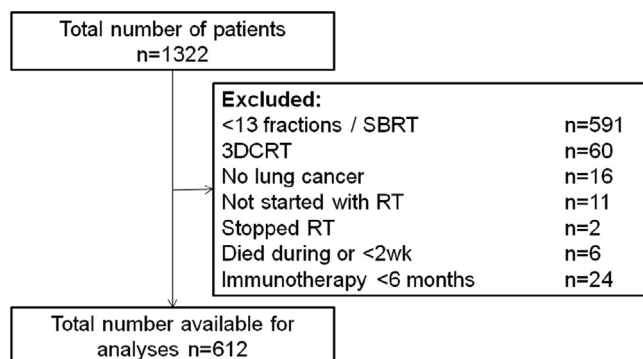 Total number of patients
n=1322
Excluded:
<13 fractions / SBRT n=591
3DCRT n=60
No lung cancer n=16
Not started with RT n=11
Stopped RT n=2
Died during or <2wk n=6
Immunotherapy <6 months n=24
Total number available for
analyses n=612